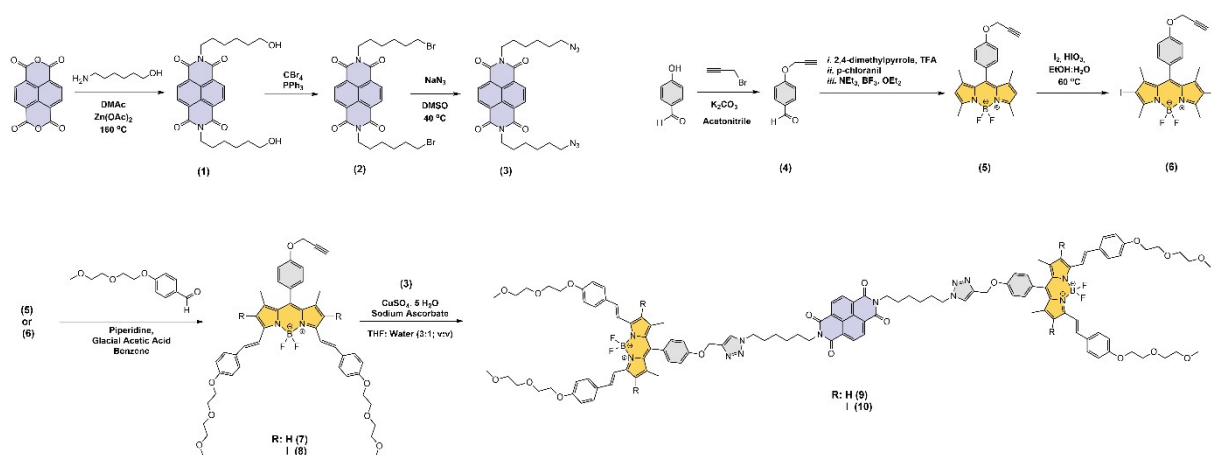 H₂N
OH
DMAc
Zn(OAc)₂
160 °C
(1)
CBr₄
PPh₃
(2)
NaN₃
DMSO
40 °C
(3)
K₂CO₃
Acetonitrile
(4)
i. 2,4-dimethylpyrrole, TFA
ii. p-chloranil
iii. NEt₃, BF₃, OEt₂
(5)
I₂, HIO₃,
EtOH:H₂O
60 °C
(6)
(5)
or
(6)
Piperidine,
Glacial Acetic Acid
Benzene
R: H (7)
I (8)
(3)
CuSO₄. 5 H₂O
Sodium Ascorbate
THF: Water (3:1; v:v)
R: H (9)
I (10)